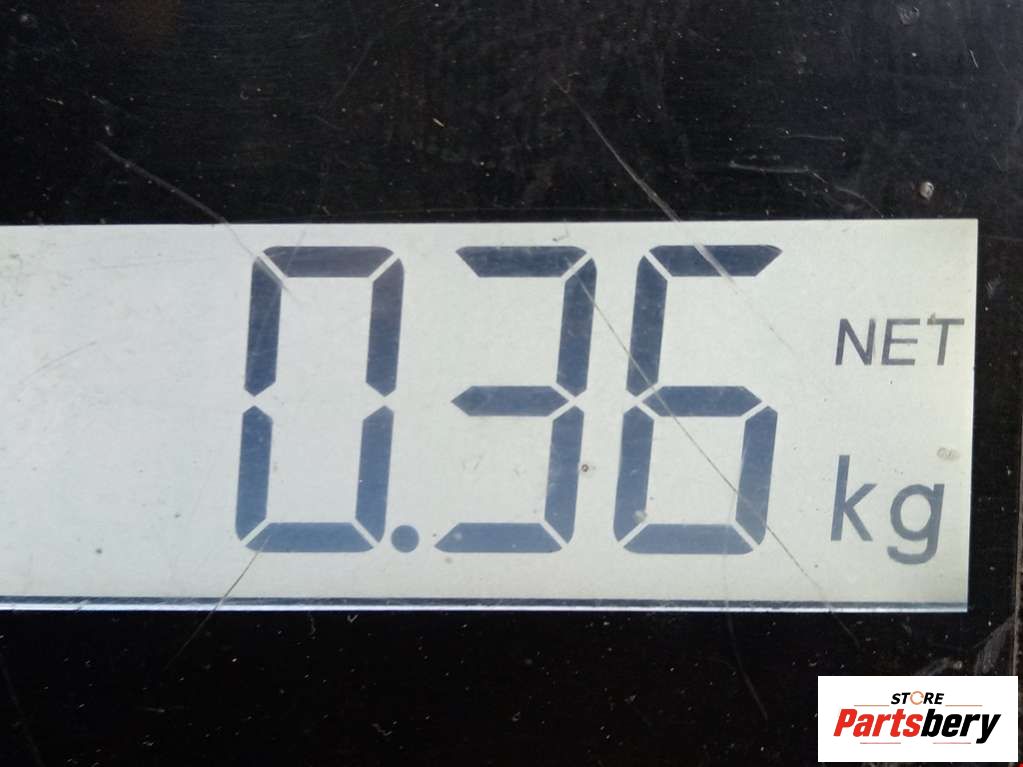 0.36
NET
kg
STORE
Partsbery